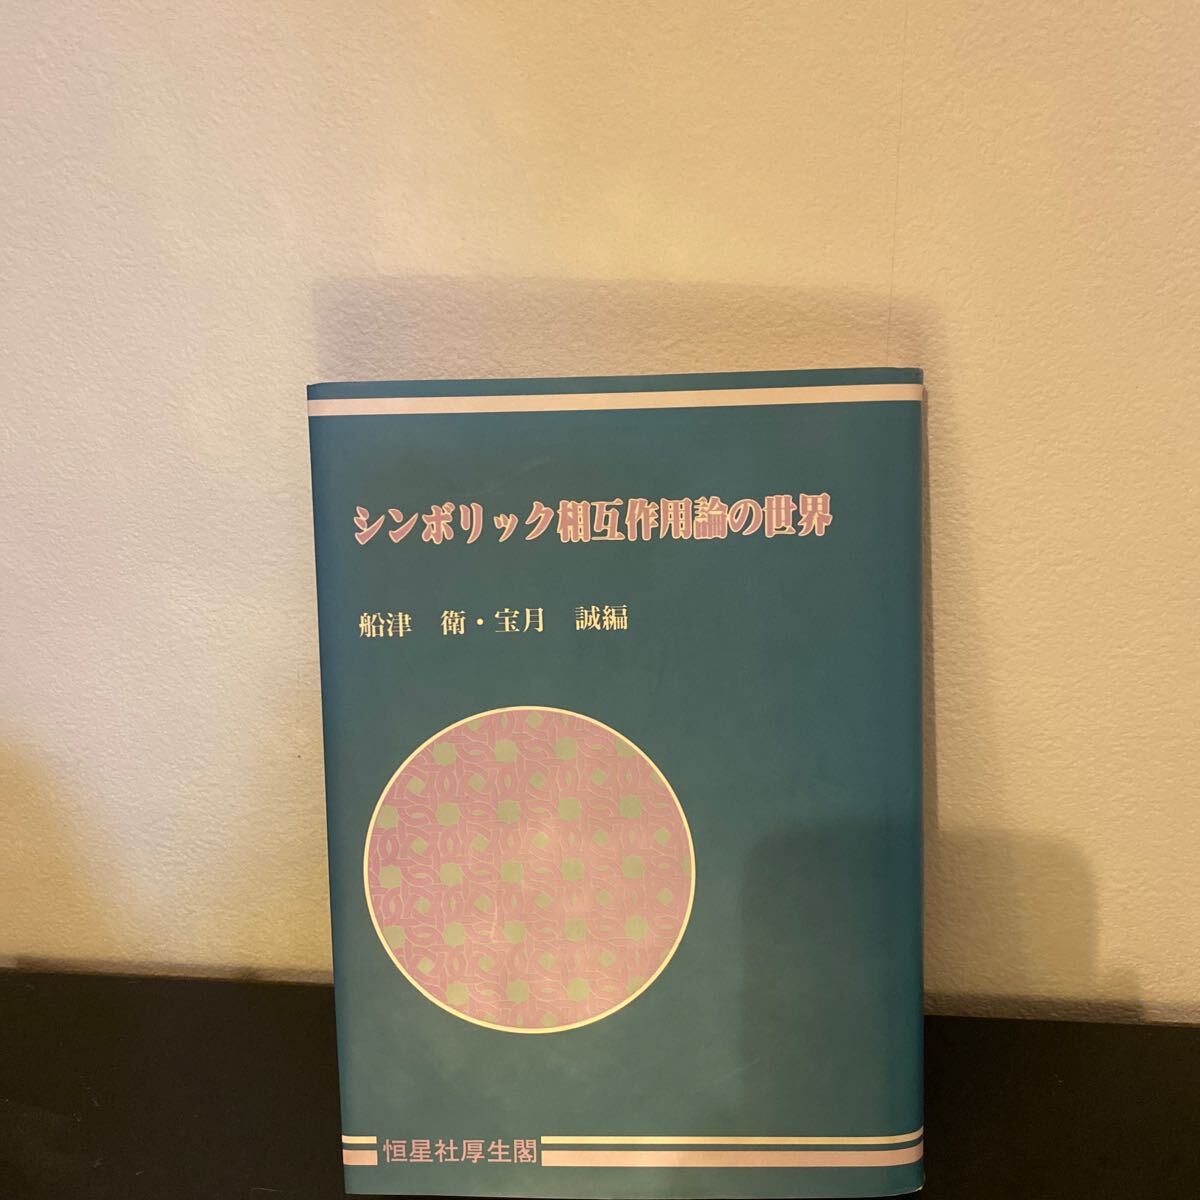 シンボリック相互作用論の世界
船津　衛・宝月　誠編
恒星社厚生閣